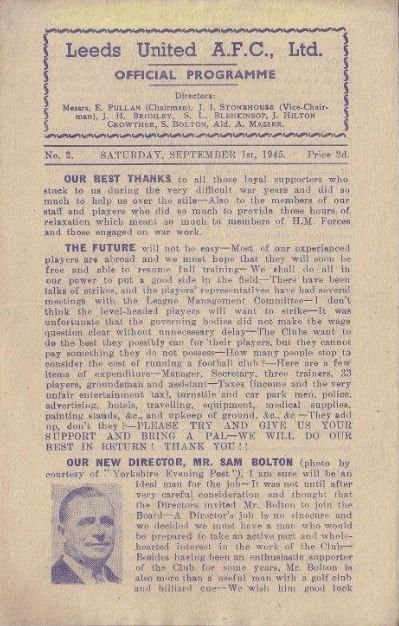 Leeds United A.F.C., Ltd.
OFFICIAL PROGRAMME
Directors:
Messrs. E. PULLAN (Chairman), J. I. STONEHOUSE (Vice-Chair-
man), J. H. BROMLEY, S. L. BLENKINSOP, J. HILTON
CROWTHER, S. BOLTON, Ald. A. MASSER.
No. 2. SATURDAY, SEPTEMBER 1st, 1945. Price 2d.
OUR BEST THANKS to all those loyal supporters who
stuck to us during the very difficult war years and did so
much to help us over the stile—Also to the members of our
staff and players who did so much to provide those hours of
relaxation which meant so much to members of H.M. Forces
and those engaged on war work.
THE FUTURE will not be easy—Most of our experienced
players are abroad and we must hope that they will soon be
free and able to resume full training—We shall do all in
our power to put a good side in the field—There have been
talks of strikes, and the players' representatives have had several
meetings with the League Management Committee—I don't
think the level-headed players will want to strike—It was
unfortunate that the governing bodies did not make the wage
question clear without unnecessary delay—The Clubs want to
do the best they possibly can for their players, but they cannot
pay something they do not possess—How many people stop to
consider the cost of running a football club?—Here are a few
items of expenditure—Manager, Secretary, three trainers, 33
players, groundsman and assistant—Taxes (income and the very
unfair entertainment tax), turnstile and car park men, police,
advertising, hotels, travelling, equipment, medical supplies,
painting stands, &c., and upkeep of ground, &c., &c.—They add
up, don't they?—PLEASE TRY AND GIVE US YOUR
SUPPORT AND BRING A PAL—WE WILL DO OUR
BEST IN RETURN! THANK YOU!!
OUR NEW DIRECTOR, MR. SAM BOLTON (photo by
courtesy of "Yorkshire Evening Post"), I am sure will be an
ideal man for the job—It was not until after
very careful consideration and thought that
the Directors invited Mr. Bolton to join the
Board—A Director's job is no sinecure and
we decided we must have a man who would
be prepared to take an active part and whole-
hearted interest in the work of the Club—
Besides having been an enthusiastic supporter
of the Club for some years, Mr. Bolton is
also more than a useful man with a golf club
and billiard cue—We wish him good luck